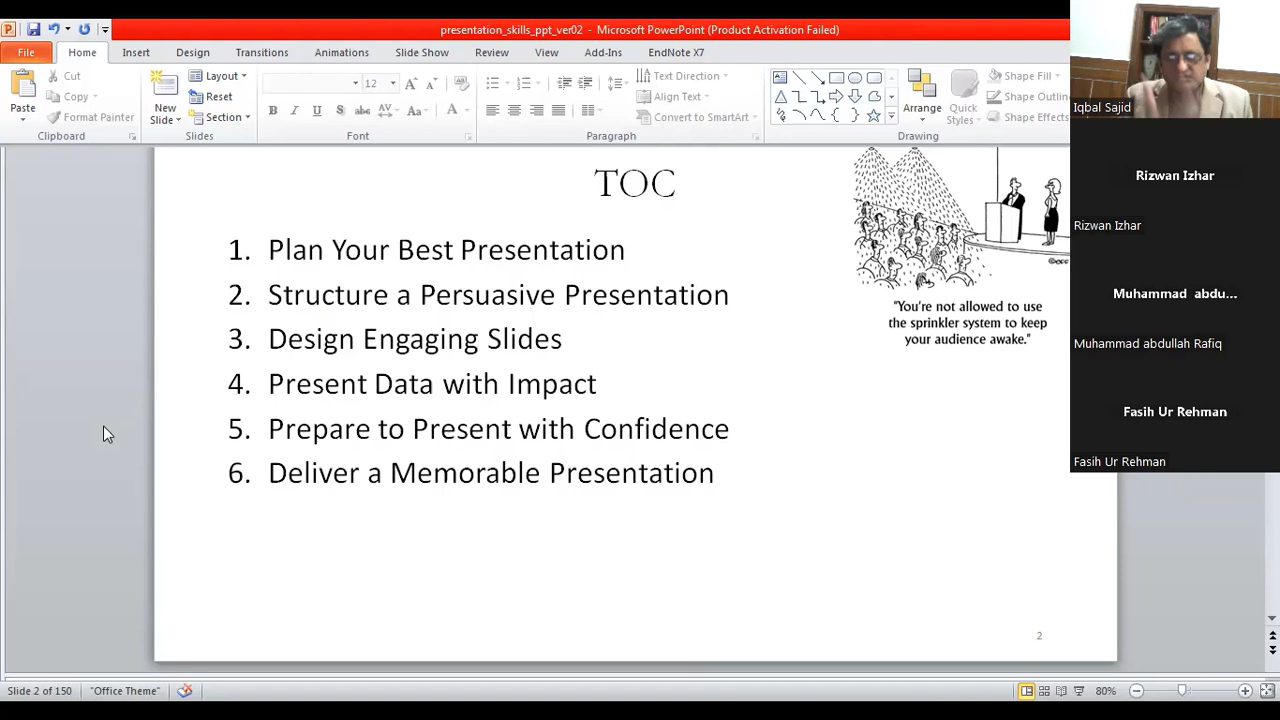 presentation_skills_ppt_ver02 - Microsoft PowerPoint (Product Activation Failed)
File Home Insert Design Transitions Slide Show Animations Review View Add-Ins EndNote X7
Paste
Cut
Copy
Format Painter
Clipboard
New Slide
Layout
Reset
Section
Slides
12
B I U S abc AV Aa A
Font
Text Direction
Align Text
Convert to SmartArt
Paragraph
Arrange
Quick Styles
Shape Fill
Shape Outlin
Shape Effects
Drawing
Iqbal Sajid
Rizwan Izhar
Rizwan Izhar
Muhammad abdu...
Muhammad abdullah Rafiq
Fasih Ur Rehman
Fasih Ur Rehman
TOC
1. Plan Your Best Presentation
2. Structure a Persuasive Presentation
3. Design Engaging Slides
4. Present Data with Impact
5. Prepare to Present with Confidence
6. Deliver a Memorable Presentation
"You're not allowed to use
the sprinkler system to keep
your audience awake."
2
Slide 2 of 150 "Office Theme" 80%